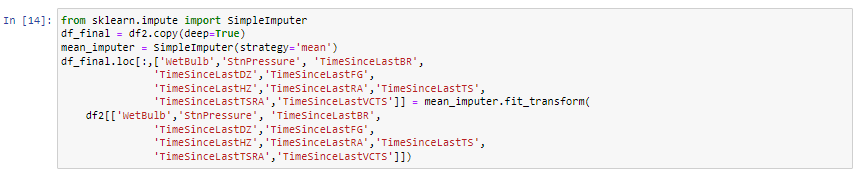 In [14]: from sklearn.impute import SimpleImputer
df_final = df2.copy(deep=True)
mean_imputer = SimpleImputer(strategy='mean')
df_final.loc[:,['WetBulb','StnPressure', 'TimeSinceLastBR',
'TimeSinceLastDZ','TimeSinceLastFG',
'TimeSinceLastHZ','TimeSinceLastRA','TimeSinceLastTS',
'TimeSinceLastTSRA','TimeSinceLastVCTS']] = mean_imputer.fit_transform(
df2[['WetBulb','StnPressure', 'TimeSinceLastBR',
'TimeSinceLastDZ','TimeSinceLastFG',
'TimeSinceLastHZ','TimeSinceLastRA','TimeSinceLastTS',
'TimeSinceLastTSRA','TimeSinceLastVCTS']])